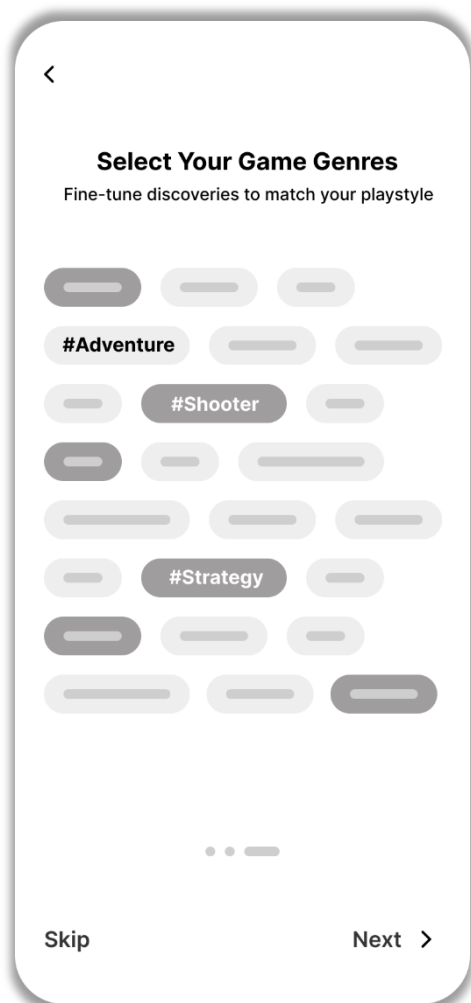 Select Your Game Genres
Fine-tune discoveries to match your playstyle
#Adventure
#Shooter
#Strategy
Skip
Next